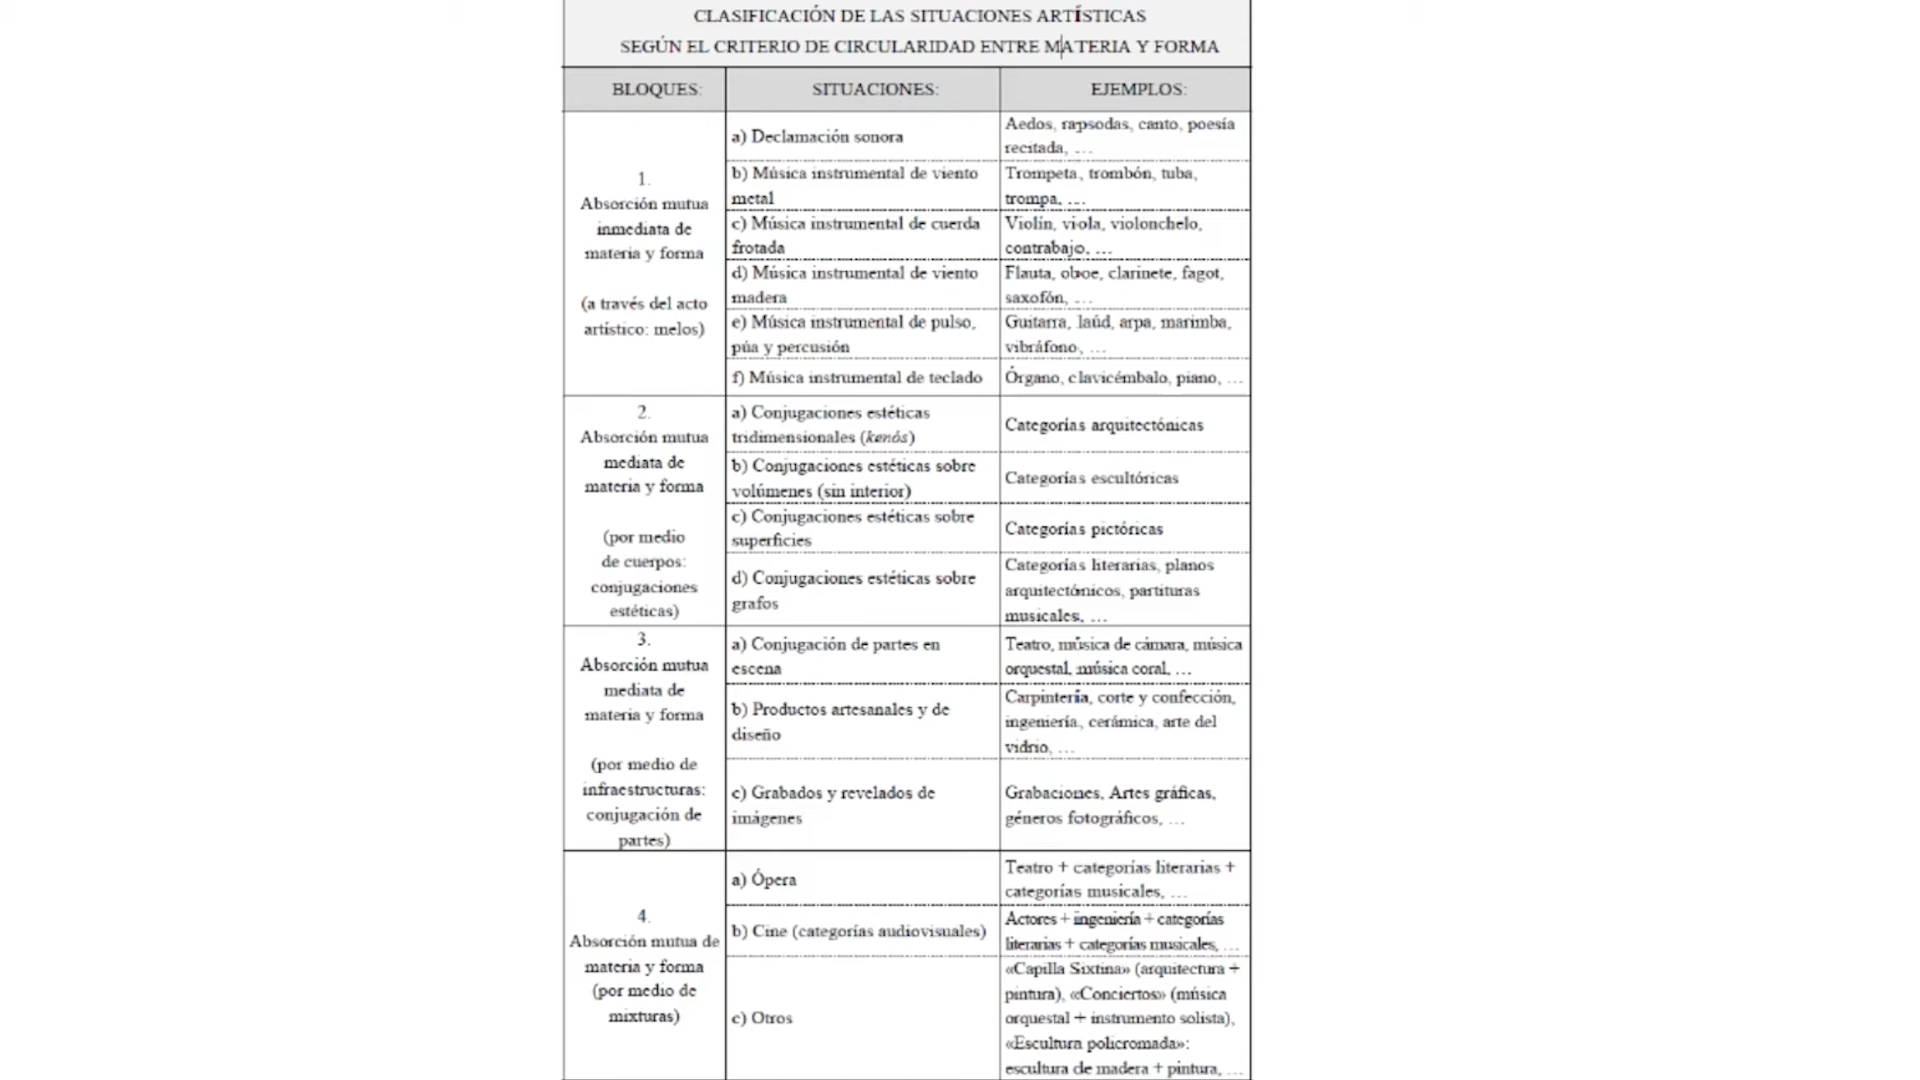 CLASIFICACIÓN DE LAS SITUACIONES ARTÍSTICAS
SEGÚN EL CRITERIO DE CIRCULARIDAD ENTRE MATERIA Y FORMA
BLOQUES:
SITUACIONES:
EJEMPLOS:
1.
Absorción mutua
inmediata de
materia y forma
(a través del acto
artístico: melos)
a) Declamación sonora
Aedos, rapsodas, canto, poesía
recitada, …
b) Música instrumental de viento
metal
Trompeta, trombón, tuba,
trompa, …
c) Música instrumental de cuerda
frotada
Violín, viola, violonchelo,
contrabajo, …
d) Música instrumental de viento
madera
Flauta, oboe, clarinete, fagot,
saxofón, …
e) Música instrumental de pulso,
púa y percusión
Guitarra, laúd, arpa, marimba,
vibráfono, …
f) Música instrumental de teclado
Órgano, clavicémbalo, piano, …
2.
Absorción mutua
mediata de
materia y forma
(por medio
de cuerpos:
conjugaciones
estéticas)
a) Conjugaciones estéticas
tridimensionales (kenós)
Categorías arquitectónicas
b) Conjugaciones estéticas sobre
volúmenes (sin interior)
Categorías escultóricas
c) Conjugaciones estéticas sobre
superficies
Categorías pictóricas
d) Conjugaciones estéticas sobre
grafos
Categorías literarias, planos
arquitectónicos, partituras
musicales, …
3.
Absorción mutua
mediata de
materia y forma
(por medio de
infraestructuras:
conjugación de
partes)
a) Conjugación de partes en
escena
Teatro, música de cámara, música
orquestal, música coral, …
b) Productos artesanales y de
diseño
Carpintería, corte y confección,
ingeniería, cerámica, arte del
vidrio, …
c) Grabados y revelados de
imágenes
Grabaciones, Artes gráficas,
géneros fotográficos, …
4.
Absorción mutua de
materia y forma
(por medio de
mixturas)
a) Ópera
Teatro + categorías literarias +
categorías musicales, …
b) Cine (categorías audiovisuales)
Actores + ingeniería + categorías
literarias + categorías musicales, …
c) Otros
«Capilla Sixtina» (arquitectura +
pintura), «Conciertos» (música
orquestal + instrumento solista),
«Escultura policromada»:
escultura de madera + pintura, …